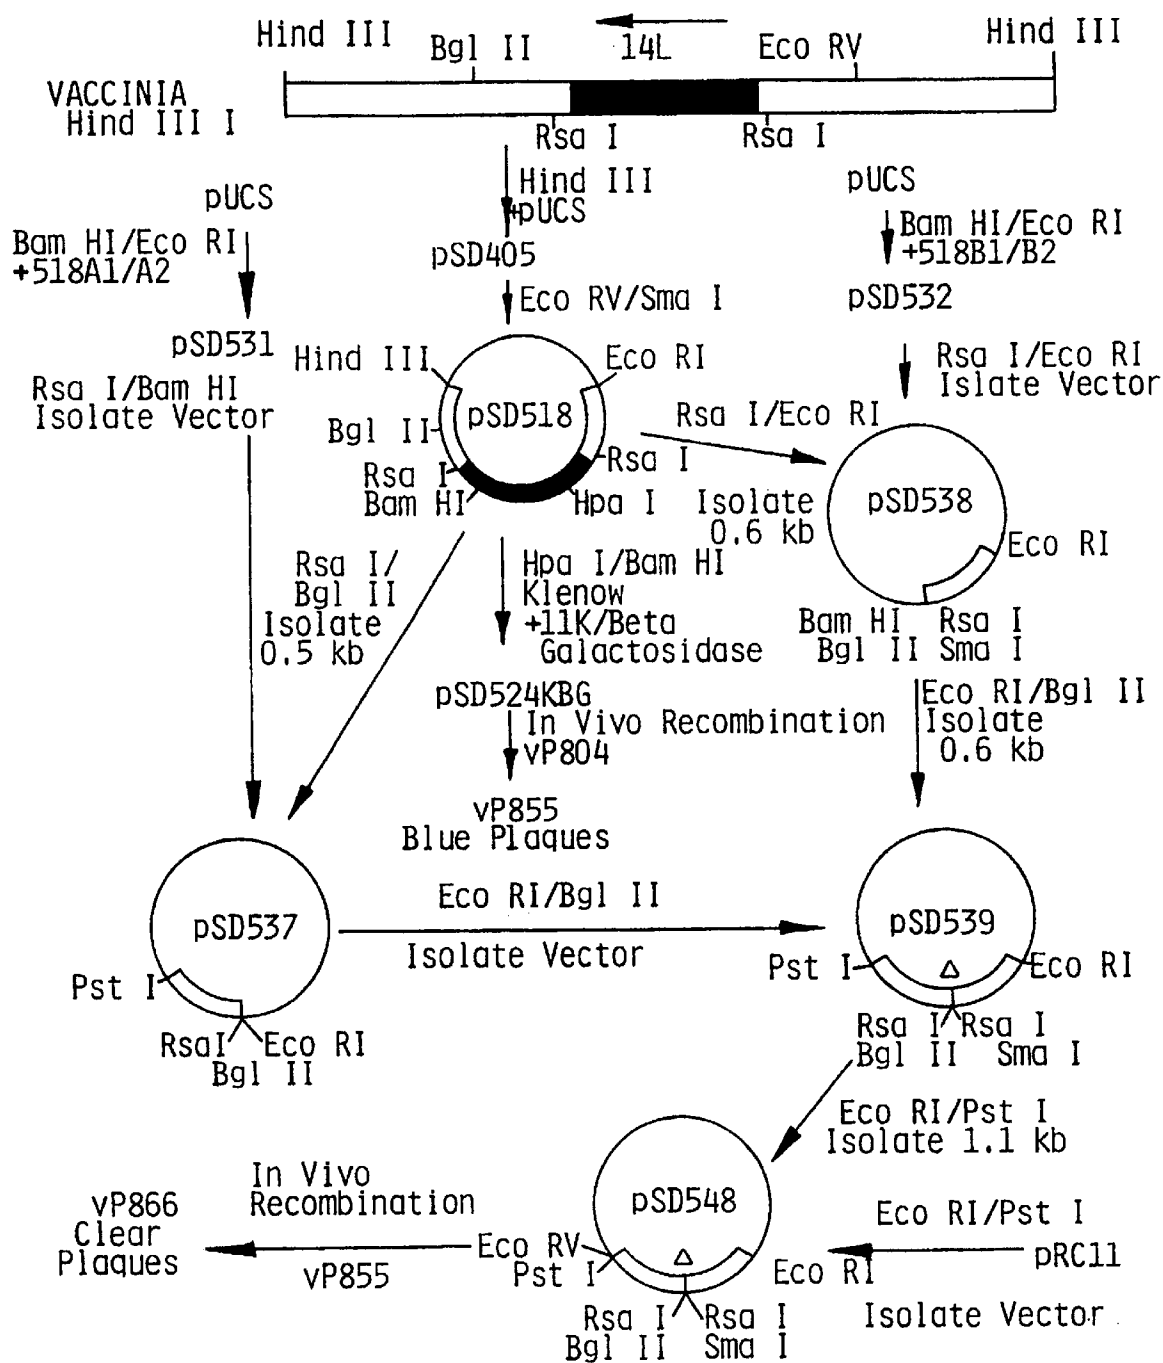 Hind III
Bgl II
14L
Eco RV
Hind III
VACCINIA
Hind III I
Rsa I
Rsa I
pUCS
Bam HI/Eco RI
+518A1/A2
pSD531
Rsa I/Bam HI
Isolate Vector
Hind III
+pUCS
pSD405
Eco RV/Sma I
pUCS
Bam HI/Eco RI
+518B1/B2
pSD532
Rsa I/Eco RI
Islate Vector
Hind III
Eco RI
pSD518
Bgl II
Rsa I
Bam HI
Rsa I
Hpa I
Rsa I/Eco RI
Isolate
0.6 kb
pSD538
Eco RI
Bam HI Rsa I
Bgl II Sma I
Rsa I/
Bgl II
Isolate
0.5 kb
Hpa I/Bam HI
Klenow
+11K/Beta
Galactosidase
pSD524KBG
In Vivo Recombination
vP804
vP855
Blue Plaques
Eco RI/Bgl II
Isolate
0.6 kb
pSD537
Pst I
RsaI
Eco RI
Bgl II
Eco RI/Bgl II
Isolate Vector
pSD539
Pst I
Δ
Eco RI
Rsa I Rsa I
Bgl II Sma I
Eco RI/Pst I
Isolate 1.1 kb
pSD548
Eco RV
Pst I
Δ
Eco RI
Rsa I Rsa I
Bgl II Sma I
Eco RI/Pst I
pRC11
Isolate Vector
In Vivo
Recombination
vP855
vP866
Clear
Plaques